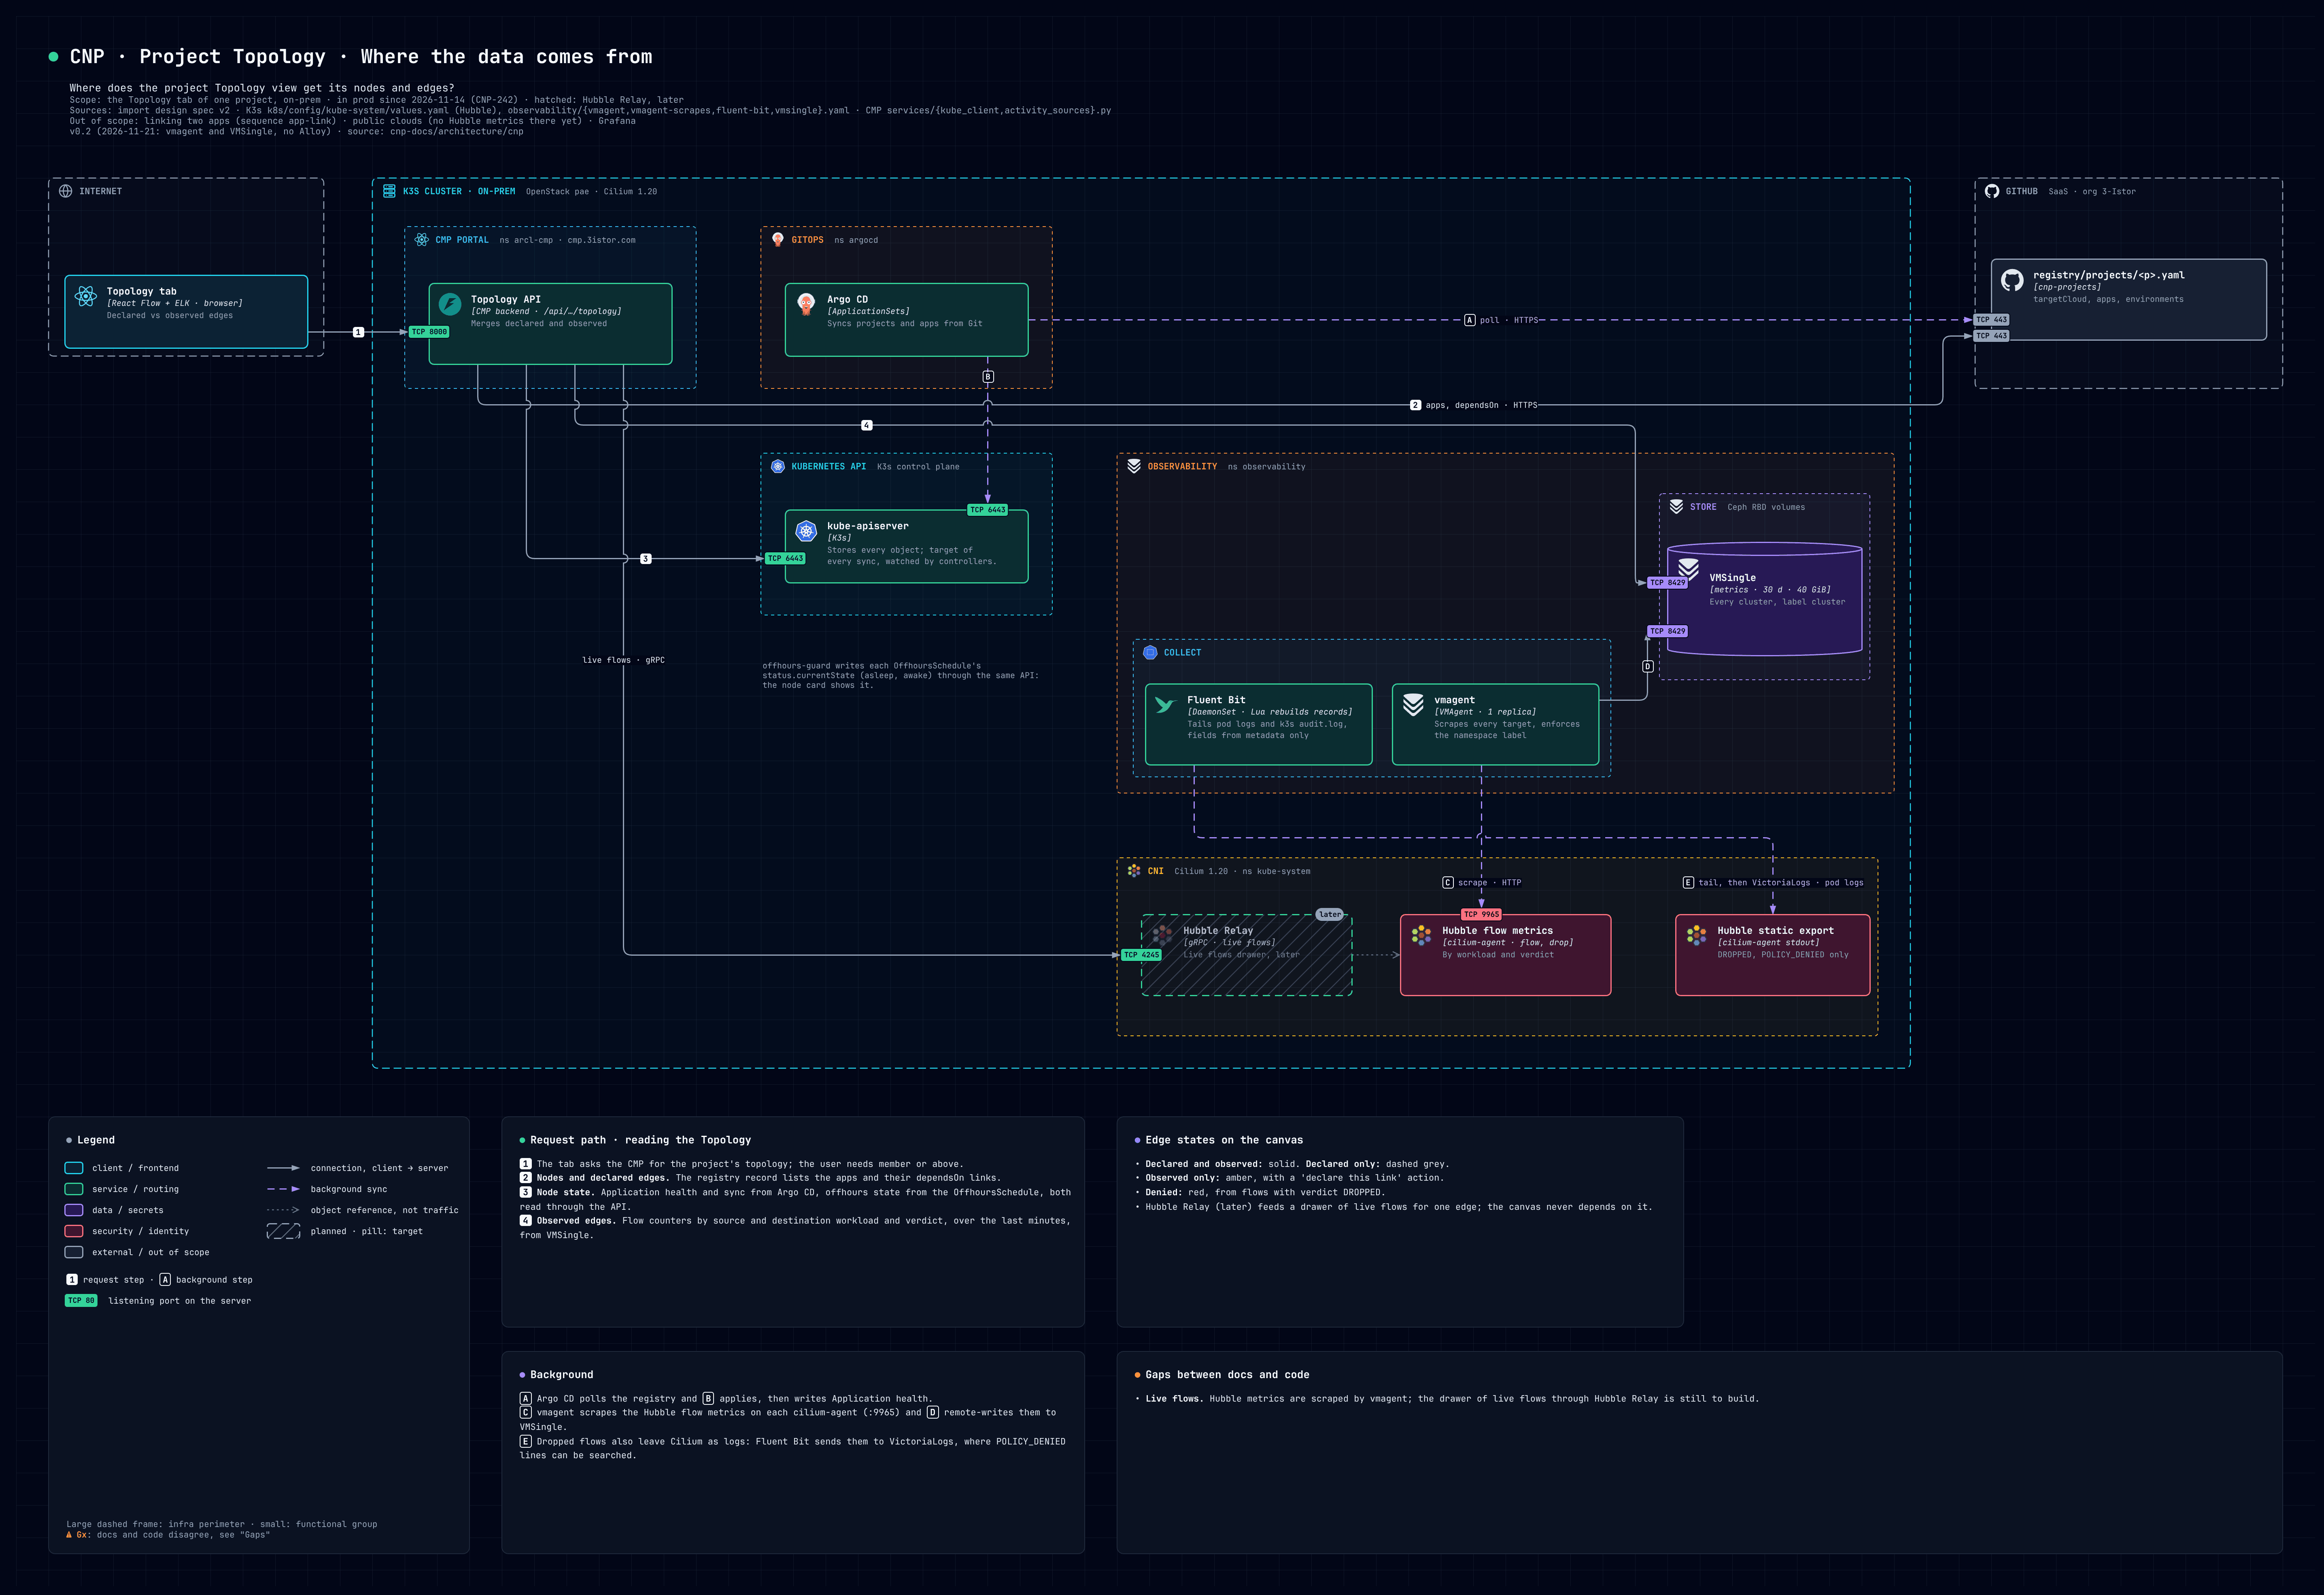 CNP · Project Topology · Where the data comes from
Where does the project Topology view get its nodes and edges?
Scope: the Topology tab of one project, on-prem · in prod since 2026-11-14 (CNP-242) · hatched: Hubble Relay, later
Sources: import design spec v2 · K3s k8s/config/kube-system/values.yaml (Hubble), observability/{vmagent,vmagent-scrapes,fluent-bit,vmsingle}.yaml · CMP services/{kube_client,activity_sources}.py
Out of scope: linking two apps (sequence app-link) · public clouds (no Hubble metrics there yet) · Grafana
v0.2 (2026-11-21: vmagent and VMSingle, no Alloy) · source: cnp-docs/architecture/cnp
INTERNET
Topology tab
[React Flow + ELK · browser]
Declared vs observed edges
1
K3S CLUSTER · ON-PREM OpenStack pae · Cilium 1.20
CMP PORTAL ns arcl-cmp · cmp.3istor.com
TCP 8000
Topology API
[CMP backend · /api/…/topology]
Merges declared and observed
GITOPS ns argocd
Argo CD
[ApplicationSets]
Syncs projects and apps from Git
A poll · HTTPS
B
GITHUB SaaS · org 3-Istor
TCP 443
TCP 443
registry/projects/<p>.yaml
[cnp-projects]
targetCloud, apps, environments
2 apps, dependsOn · HTTPS
4
KUBERNETES API K3s control plane
TCP 6443
TCP 6443
3
kube-apiserver
[K3s]
Stores every object; target of
every sync, watched by controllers.
live flows · gRPC
offhours-guard writes each OffhoursSchedule's
status.currentState (asleep, awake) through the same API:
the node card shows it.
OBSERVABILITY ns observability
STORE Ceph RBD volumes
TCP 8429
TCP 8429
VMSingle
[metrics · 30 d · 40 GiB]
Every cluster, label cluster
COLLECT
D
Fluent Bit
[DaemonSet · Lua rebuilds records]
Tails pod logs and k3s audit.log,
fields from metadata only
vmagent
[VMAgent · 1 replica]
Scrapes every target, enforces
the namespace label
CNI Cilium 1.20 · ns kube-system
C scrape · HTTP
E tail, then VictoriaLogs · pod logs
later
TCP 4245
Hubble Relay
[gRPC · live flows]
Live flows drawer, later
TCP 9965
Hubble flow metrics
[cilium-agent · flow, drop]
By workload and verdict
Hubble static export
[cilium-agent stdout]
DROPPED, POLICY_DENIED only
Legend
client / frontend
service / routing
data / secrets
security / identity
external / out of scope
connection, client → server
background sync
object reference, not traffic
planned · pill: target
1 request step · A background step
TCP 80 listening port on the server
Large dashed frame: infra perimeter · small: functional group
⚠ Gx: docs and code disagree, see "Gaps"
Request path · reading the Topology
1 The tab asks the CMP for the project's topology; the user needs member or above.
2 Nodes and declared edges. The registry record lists the apps and their dependsOn links.
3 Node state. Application health and sync from Argo CD, offhours state from the OffhoursSchedule, both
read through the API.
4 Observed edges. Flow counters by source and destination workload and verdict, over the last minutes,
from VMSingle.
Edge states on the canvas
• Declared and observed: solid. Declared only: dashed grey.
• Observed only: amber, with a 'declare this link' action.
• Denied: red, from flows with verdict DROPPED.
• Hubble Relay (later) feeds a drawer of live flows for one edge; the canvas never depends on it.
Background
A Argo CD polls the registry and B applies, then writes Application health.
C vmagent scrapes the Hubble flow metrics on each cilium-agent (:9965) and D remote-writes them to
VMSingle.
E Dropped flows also leave Cilium as logs: Fluent Bit sends them to VictoriaLogs, where POLICY_DENIED
lines can be searched.
Gaps between docs and code
• Live flows. Hubble metrics are scraped by vmagent; the drawer of live flows through Hubble Relay is still to build.